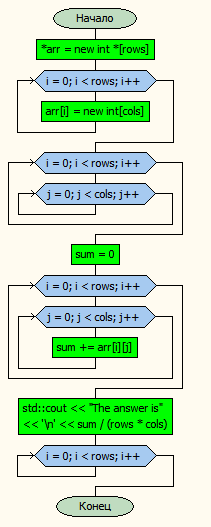 Начало
*arr = new int *[rows]
i = 0; i < rows; i++
arr[i] = new int[cols]
i = 0; i < rows; i++
j = 0; j < cols; j++
sum = 0
i = 0; i < rows; i++
j = 0; j < cols; j++
sum += arr[i][j]
std::cout << "The answer is"
<< '\n' << sum / (rows * cols)
i = 0; i < rows; i++
Конец